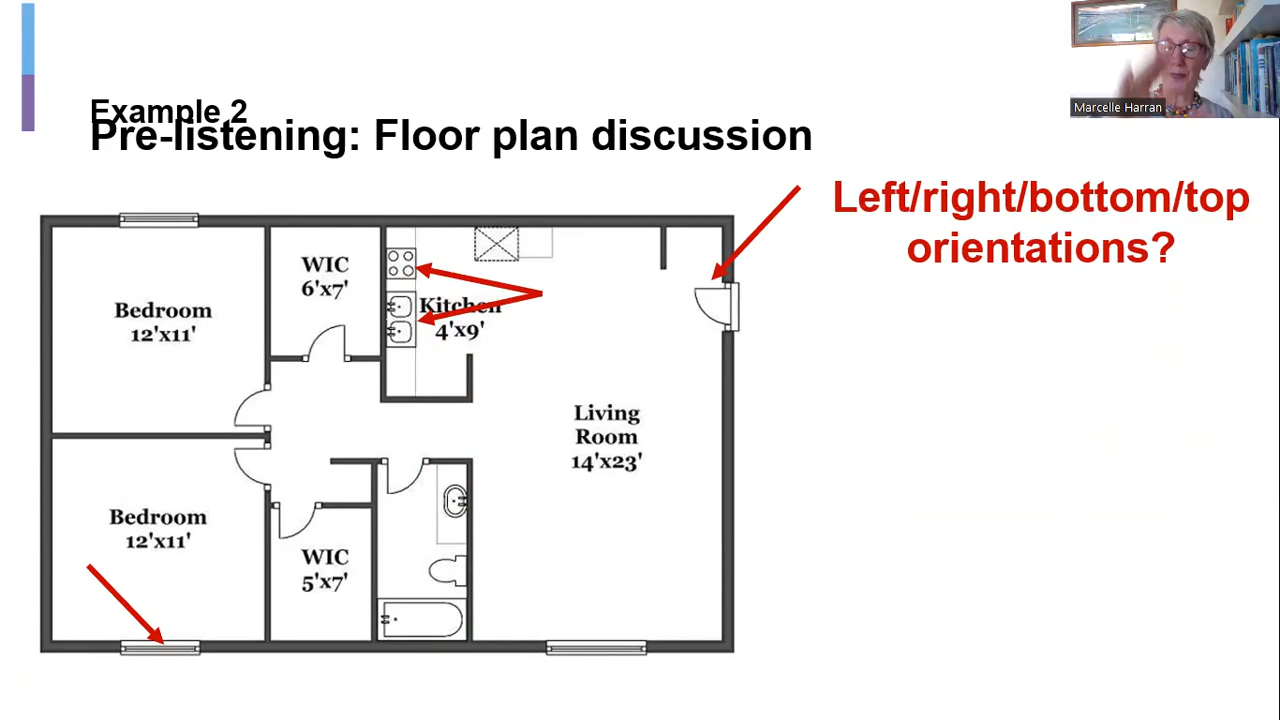 Marcelle Harran
Example 2
Pre-listening: Floor plan discussion
Left/right/bottom/top
orientations?
WIC
6'x7'
Bedroom
12'x11'
Kitchen
4'x9'
Living
Room
14'x23'
Bedroom
12'x11'
WIC
5'x7'